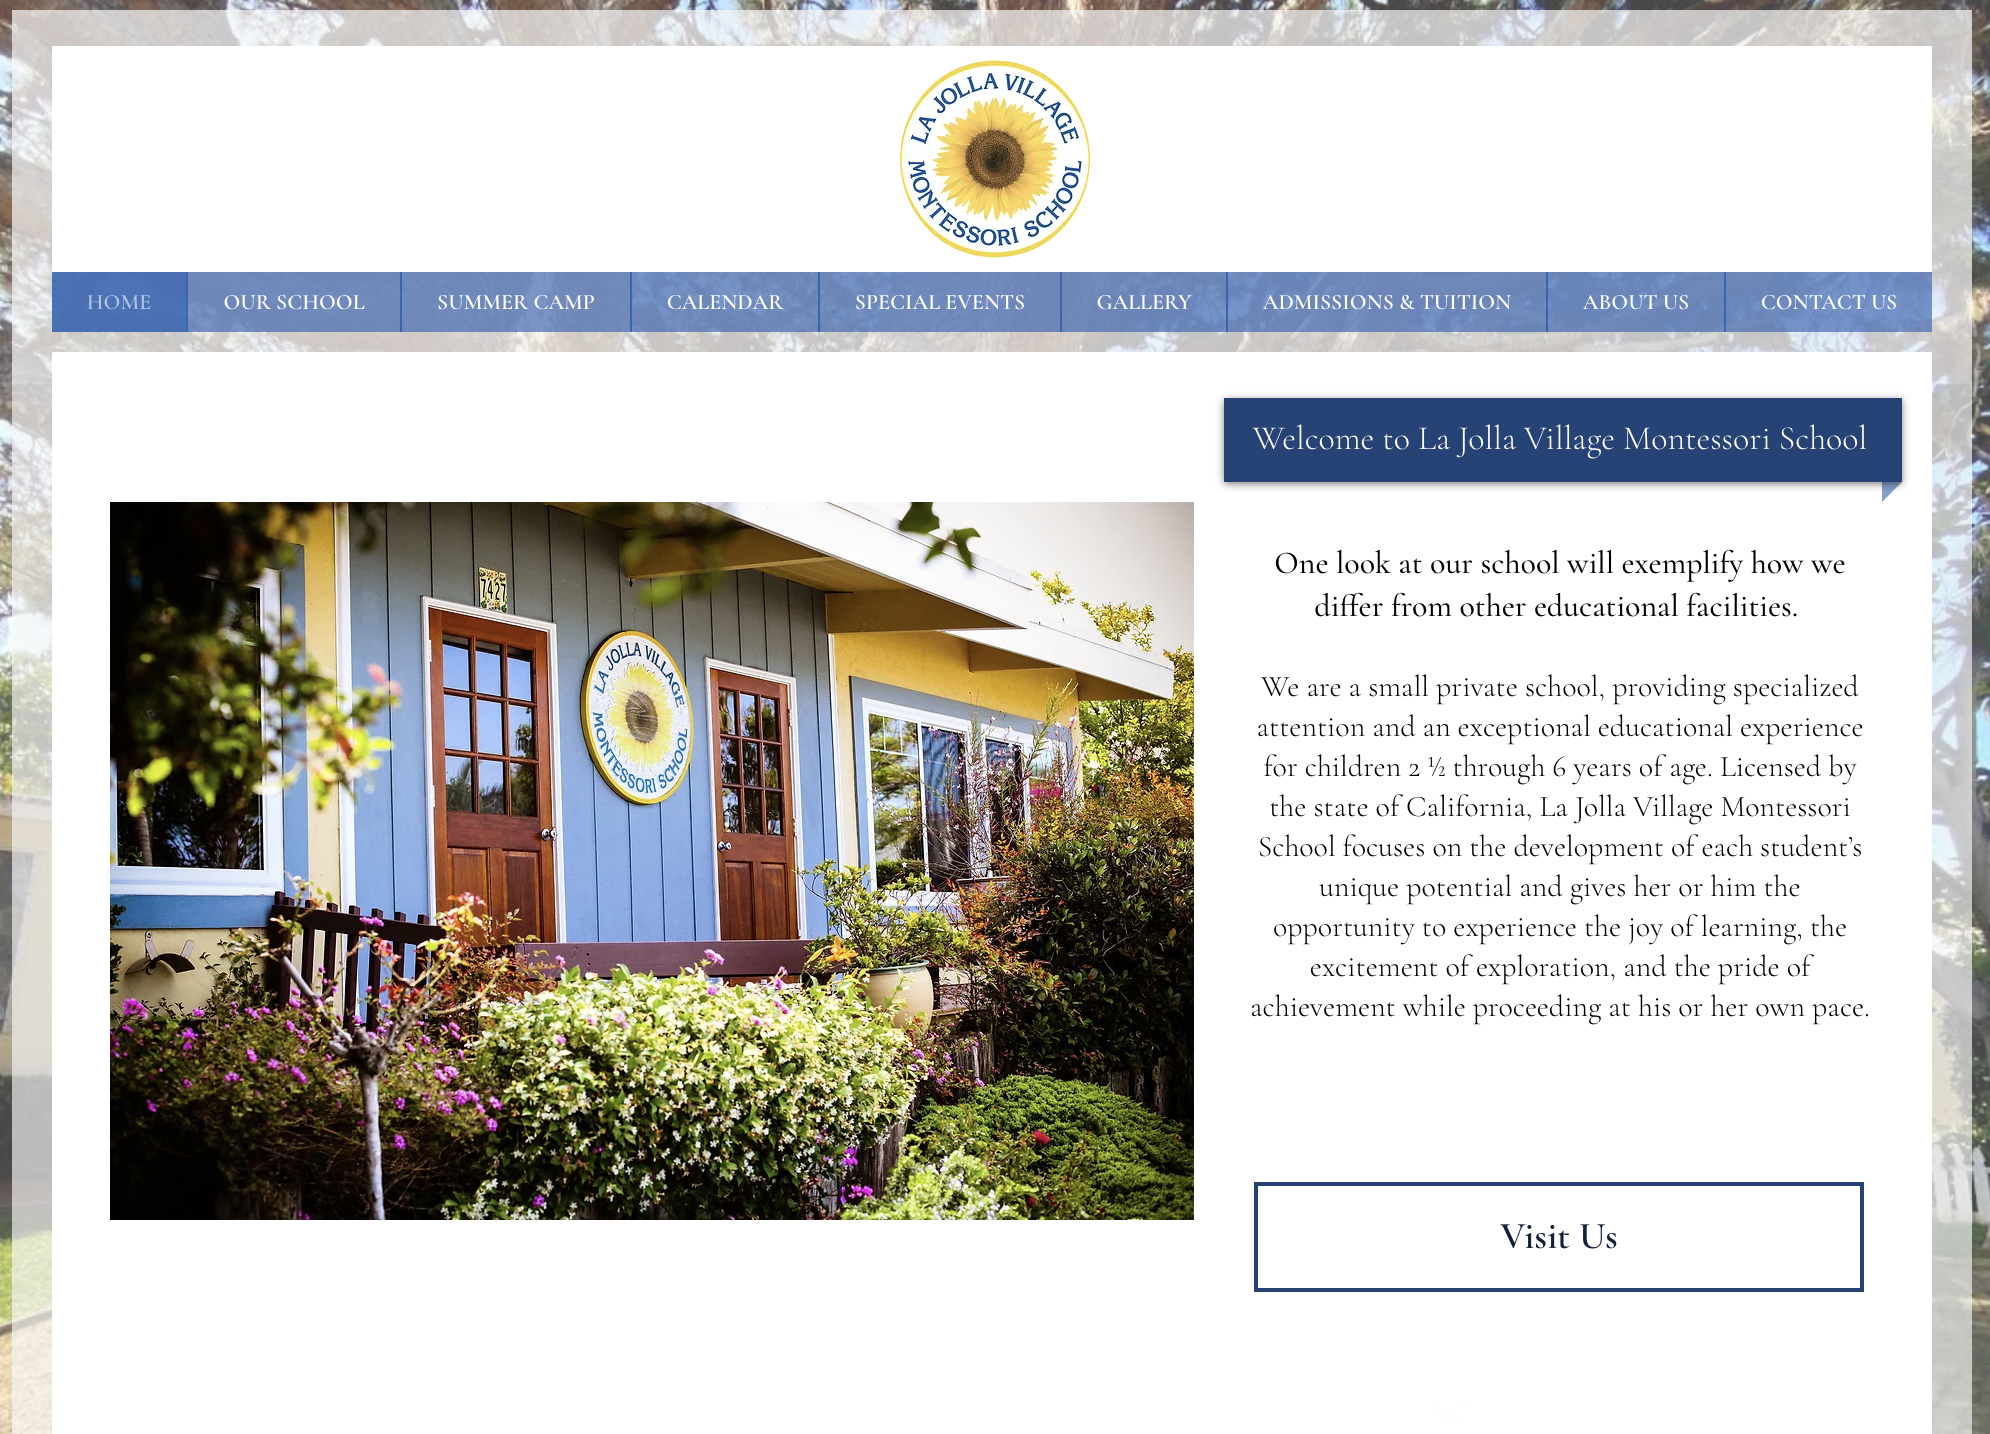 LA JOLLA VILLAGE
MONTESSORI SCHOOL
HOME
OUR SCHOOL
SUMMER CAMP
CALENDAR
SPECIAL EVENTS
GALLERY
ADMISSIONS & TUITION
ABOUT US
CONTACT US
Welcome to La Jolla Village Montessori School
7427
LA JOLLA VILLAGE
MONTESSORI SCHOOL
One look at our school will exemplify how we
differ from other educational facilities.
We are a small private school, providing specialized
attention and an exceptional educational experience
for children 2 ½ through 6 years of age. Licensed by
the state of California, La Jolla Village Montessori
School focuses on the development of each student’s
unique potential and gives her or him the
opportunity to experience the joy of learning, the
excitement of exploration, and the pride of
achievement while proceeding at his or her own pace.
Visit Us